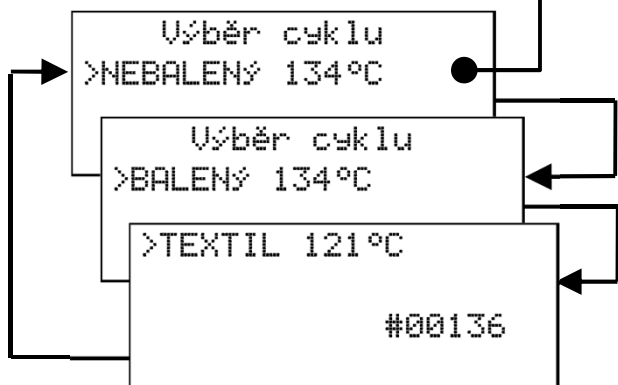 Výběr cyklu
>NEBALENÝ 134°C
Výběr cyklu
>BALENÝ 134°C
>TEXTIL 121°C
#00136